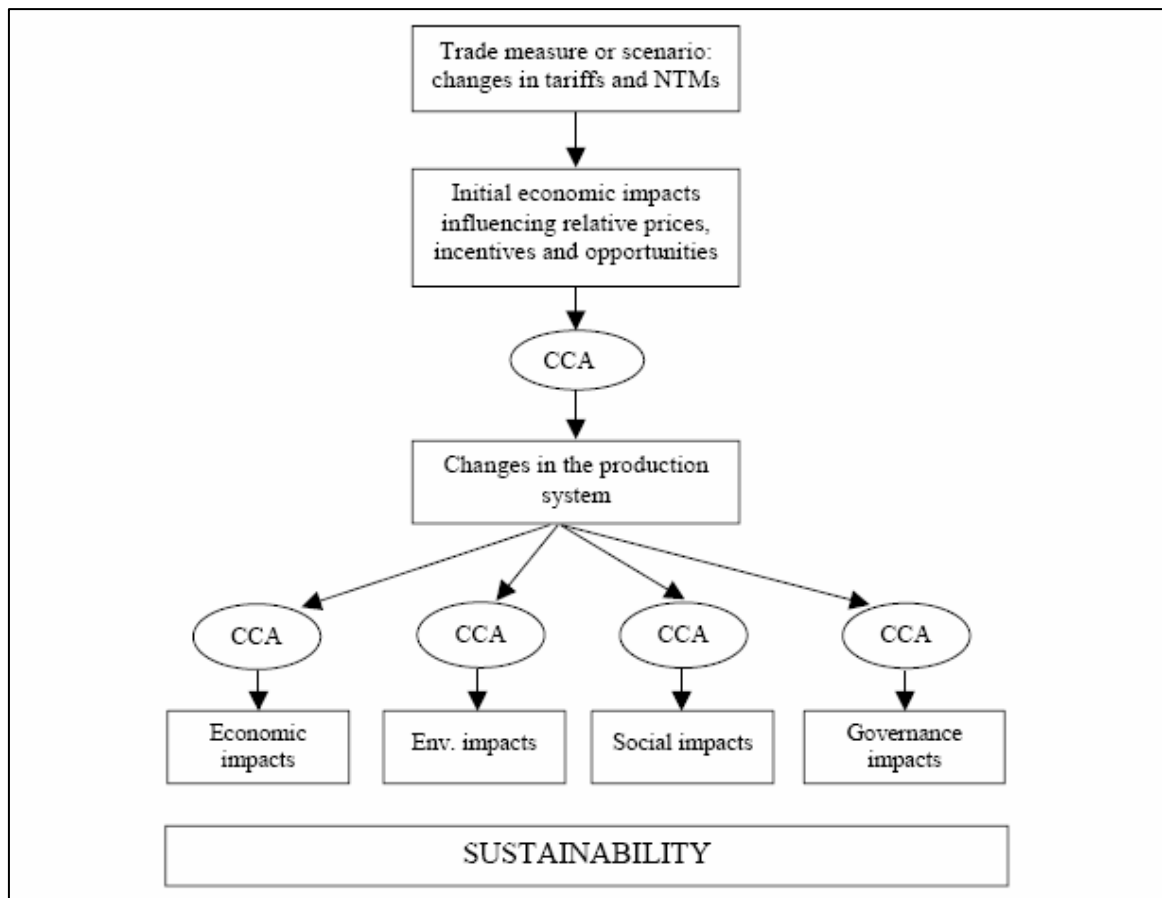 Trade measure or scenario:
changes in tariffs and NTMs
Initial economic impacts
influencing relative prices,
incentives and opportunities
CCA
Changes in the production
system
CCA
CCA
CCA
CCA
Economic
impacts
Env. impacts
Social impacts
Governance
impacts
SUSTAINABILITY